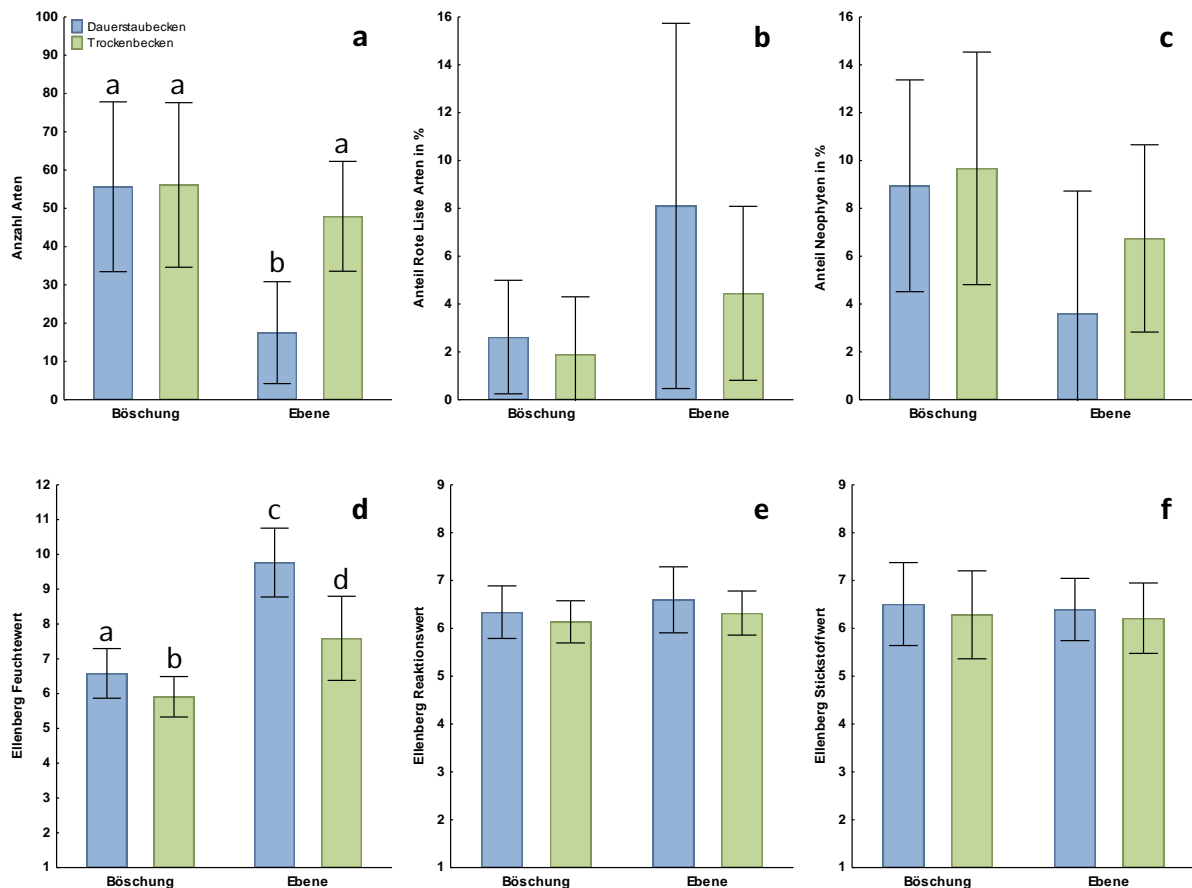 Dauerstaubecken
Trockenbecken
a
Anzahl Arten
100
90
80
70
60
50
40
30
20
10
0
a a b a
Böschung Ebene
b
Anteil Rote Liste Arten in %
16
14
12
10
8
6
4
2
0
Böschung Ebene
c
Anteil Neophyten in %
16
14
12
10
8
6
4
2
0
Böschung Ebene
d
Ellenberg Feuchtewert
12
11
10
9
8
7
6
5
4
3
2
1
a b c d
Böschung Ebene
e
Ellenberg Reaktionswert
9
8
7
6
5
4
3
2
1
Böschung Ebene
f
Ellenberg Stickstoffwert
9
8
7
6
5
4
3
2
1
Böschung Ebene